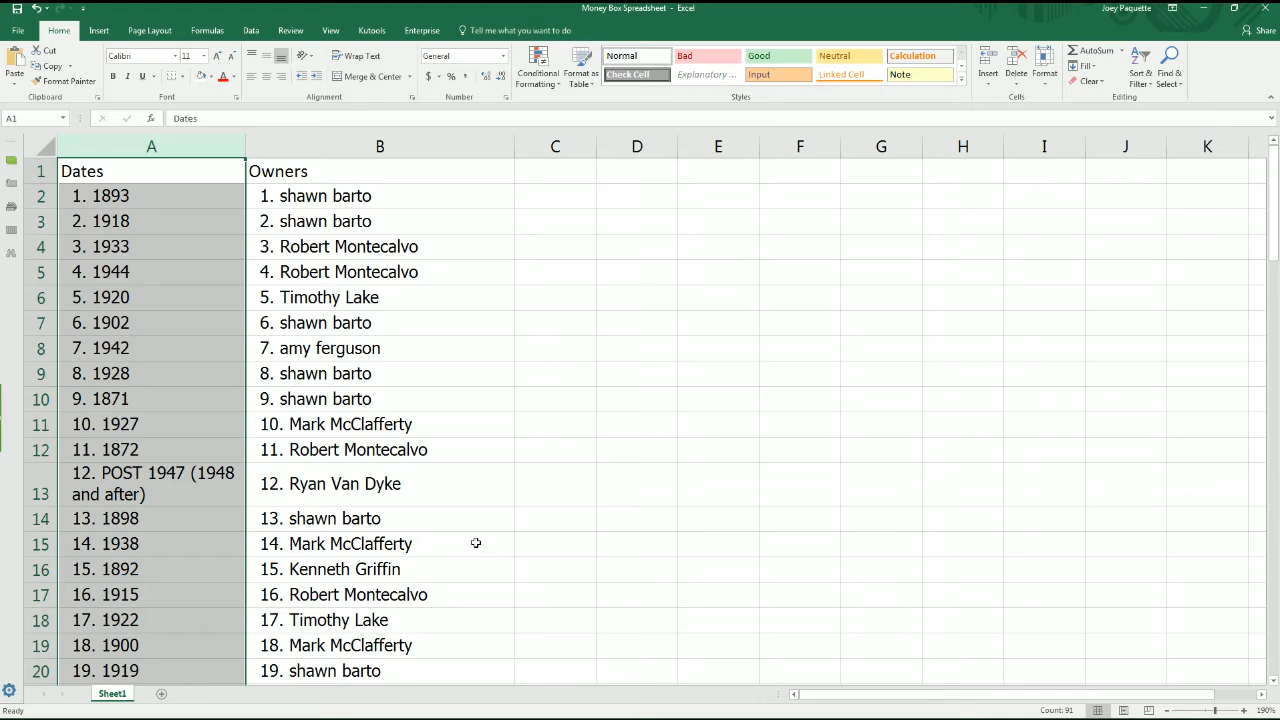 Money Box Spreadsheet - Excel
Joey Paquette
File Home Insert Page Layout Formulas Data Review View Kutools Enterprise Tell me what you want to do... Share
Paste
Cut
Copy
Format Painter
Clipboard
Calibri 11
B I U
Font
Wrap Text
Merge & Center
Alignment
General
$ % ,
Number
Conditional Formatting
Format as Table
Normal Bad Good Neutral Calculation
Check Cell Explanatory ... Input Linked Cell Note
Styles
Insert Delete Format
Cells
AutoSum
Fill
Clear
Sort & Filter
Find & Select
Editing
A1 fx Dates
A B C D E F G H I J K
1 Dates Owners
2 1. 1893 1. shawn barto
3 2. 1918 2. shawn barto
4 3. 1933 3. Robert Montecalvo
5 4. 1944 4. Robert Montecalvo
6 5. 1920 5. Timothy Lake
7 6. 1902 6. shawn barto
8 7. 1942 7. amy ferguson
9 8. 1928 8. shawn barto
10 9. 1871 9. shawn barto
11 10. 1927 10. Mark McClafferty
12 11. 1872 11. Robert Montecalvo
13 12. POST 1947 (1948 and after) 12. Ryan Van Dyke
14 13. 1898 13. shawn barto
15 14. 1938 14. Mark McClafferty
16 15. 1892 15. Kenneth Griffin
17 16. 1915 16. Robert Montecalvo
18 17. 1922 17. Timothy Lake
19 18. 1900 18. Mark McClafferty
20 19. 1919 19. shawn barto
Sheet1
Ready Count: 91 190%